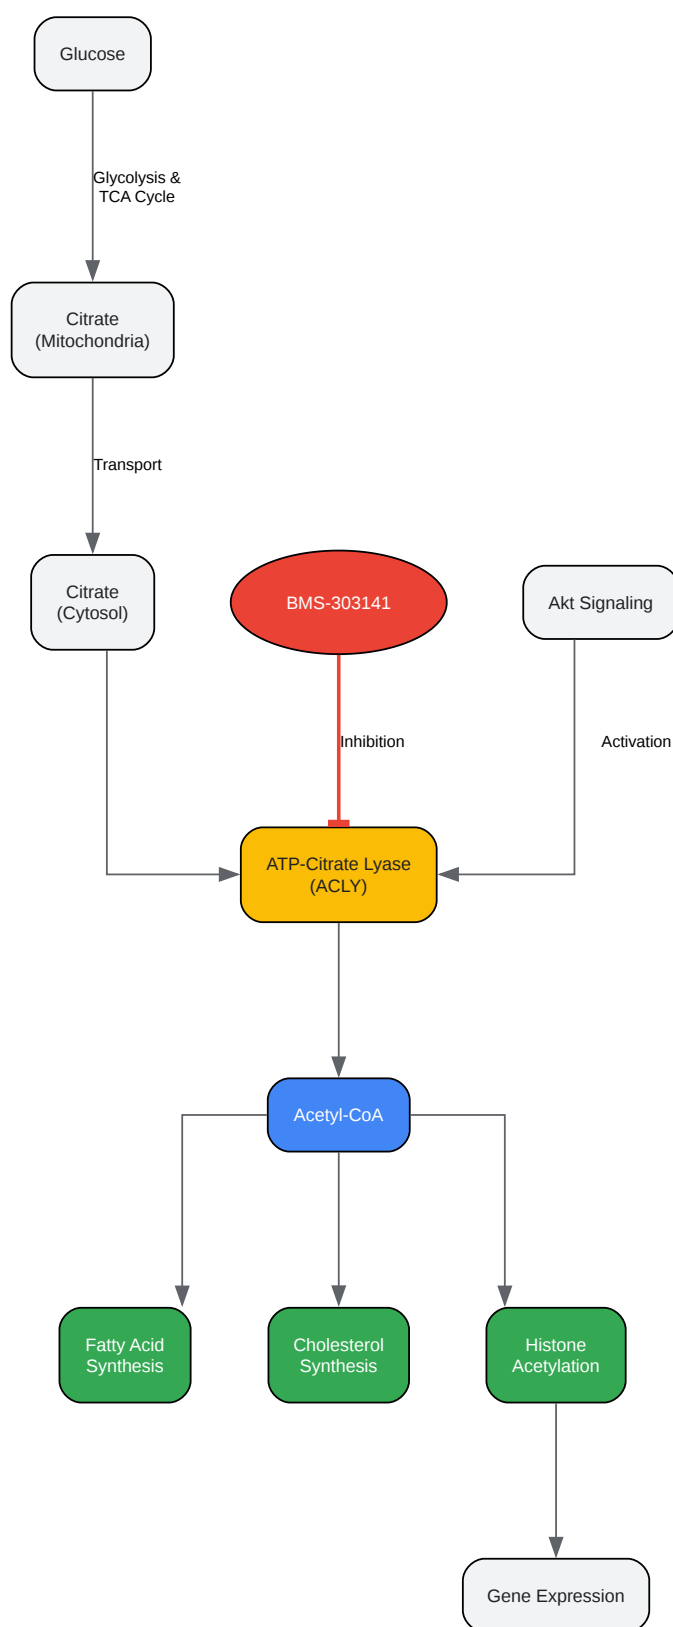 Glucose
Glycolysis &
TCA Cycle
Citrate
(Mitochondria)
Transport
Citrate
(Cytosol)
BMS-303141
Akt Signaling
Inhibition
Activation
ATP-Citrate Lyase
(ACLY)
Acetyl-CoA
Fatty Acid
Synthesis
Cholesterol
Synthesis
Histone
Acetylation
Gene Expression